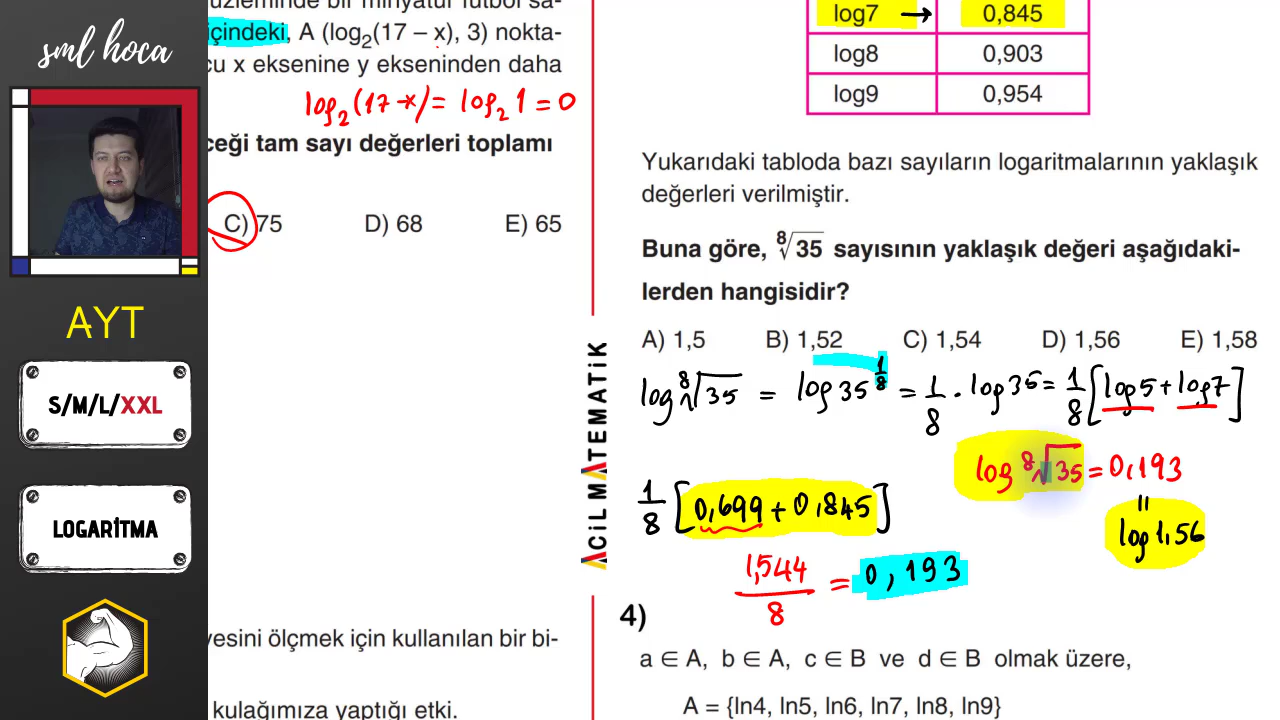 sml hoca
AYT
S/M/L/XXL
LOGARİTMA
üzleminde bir minyatür futbol sa-
içindeki, A (log₂(17 – x), 3) nokta-
cu x eksenine y ekseninden daha
log₂(17-x) = log₂ 1 = 0
ceği tam sayı değerleri toplamı
C) 75 D) 68 E) 65
vesini ölçmek için kullanılan bir bi-
kulağımıza yaptığı etki.
ACİL MATEMATİK
log7 → 0,845
log8 0,903
log9 0,954
Yukarıdaki tabloda bazı sayıların logaritmalarının yaklaşık
değerleri verilmiştir.
Buna göre, ⁸√35 sayısının yaklaşık değeri aşağıdaki-
lerden hangisidir?
A) 1,5 B) 1,52 C) 1,54 D) 1,56 E) 1,58
log ⁸√35 = log 35^(1/8) = 1/8 · log 35 = 1/8 [log5 + log7]
log ⁸√35 = 0,193
1/8 [0,699 + 0,845]
=
log 1,56
1,544/8 = 0,193
4)
a ∈ A, b ∈ A, c ∈ B ve d ∈ B olmak üzere,
A = {ln4, ln5, ln6, ln7, ln8, ln9}